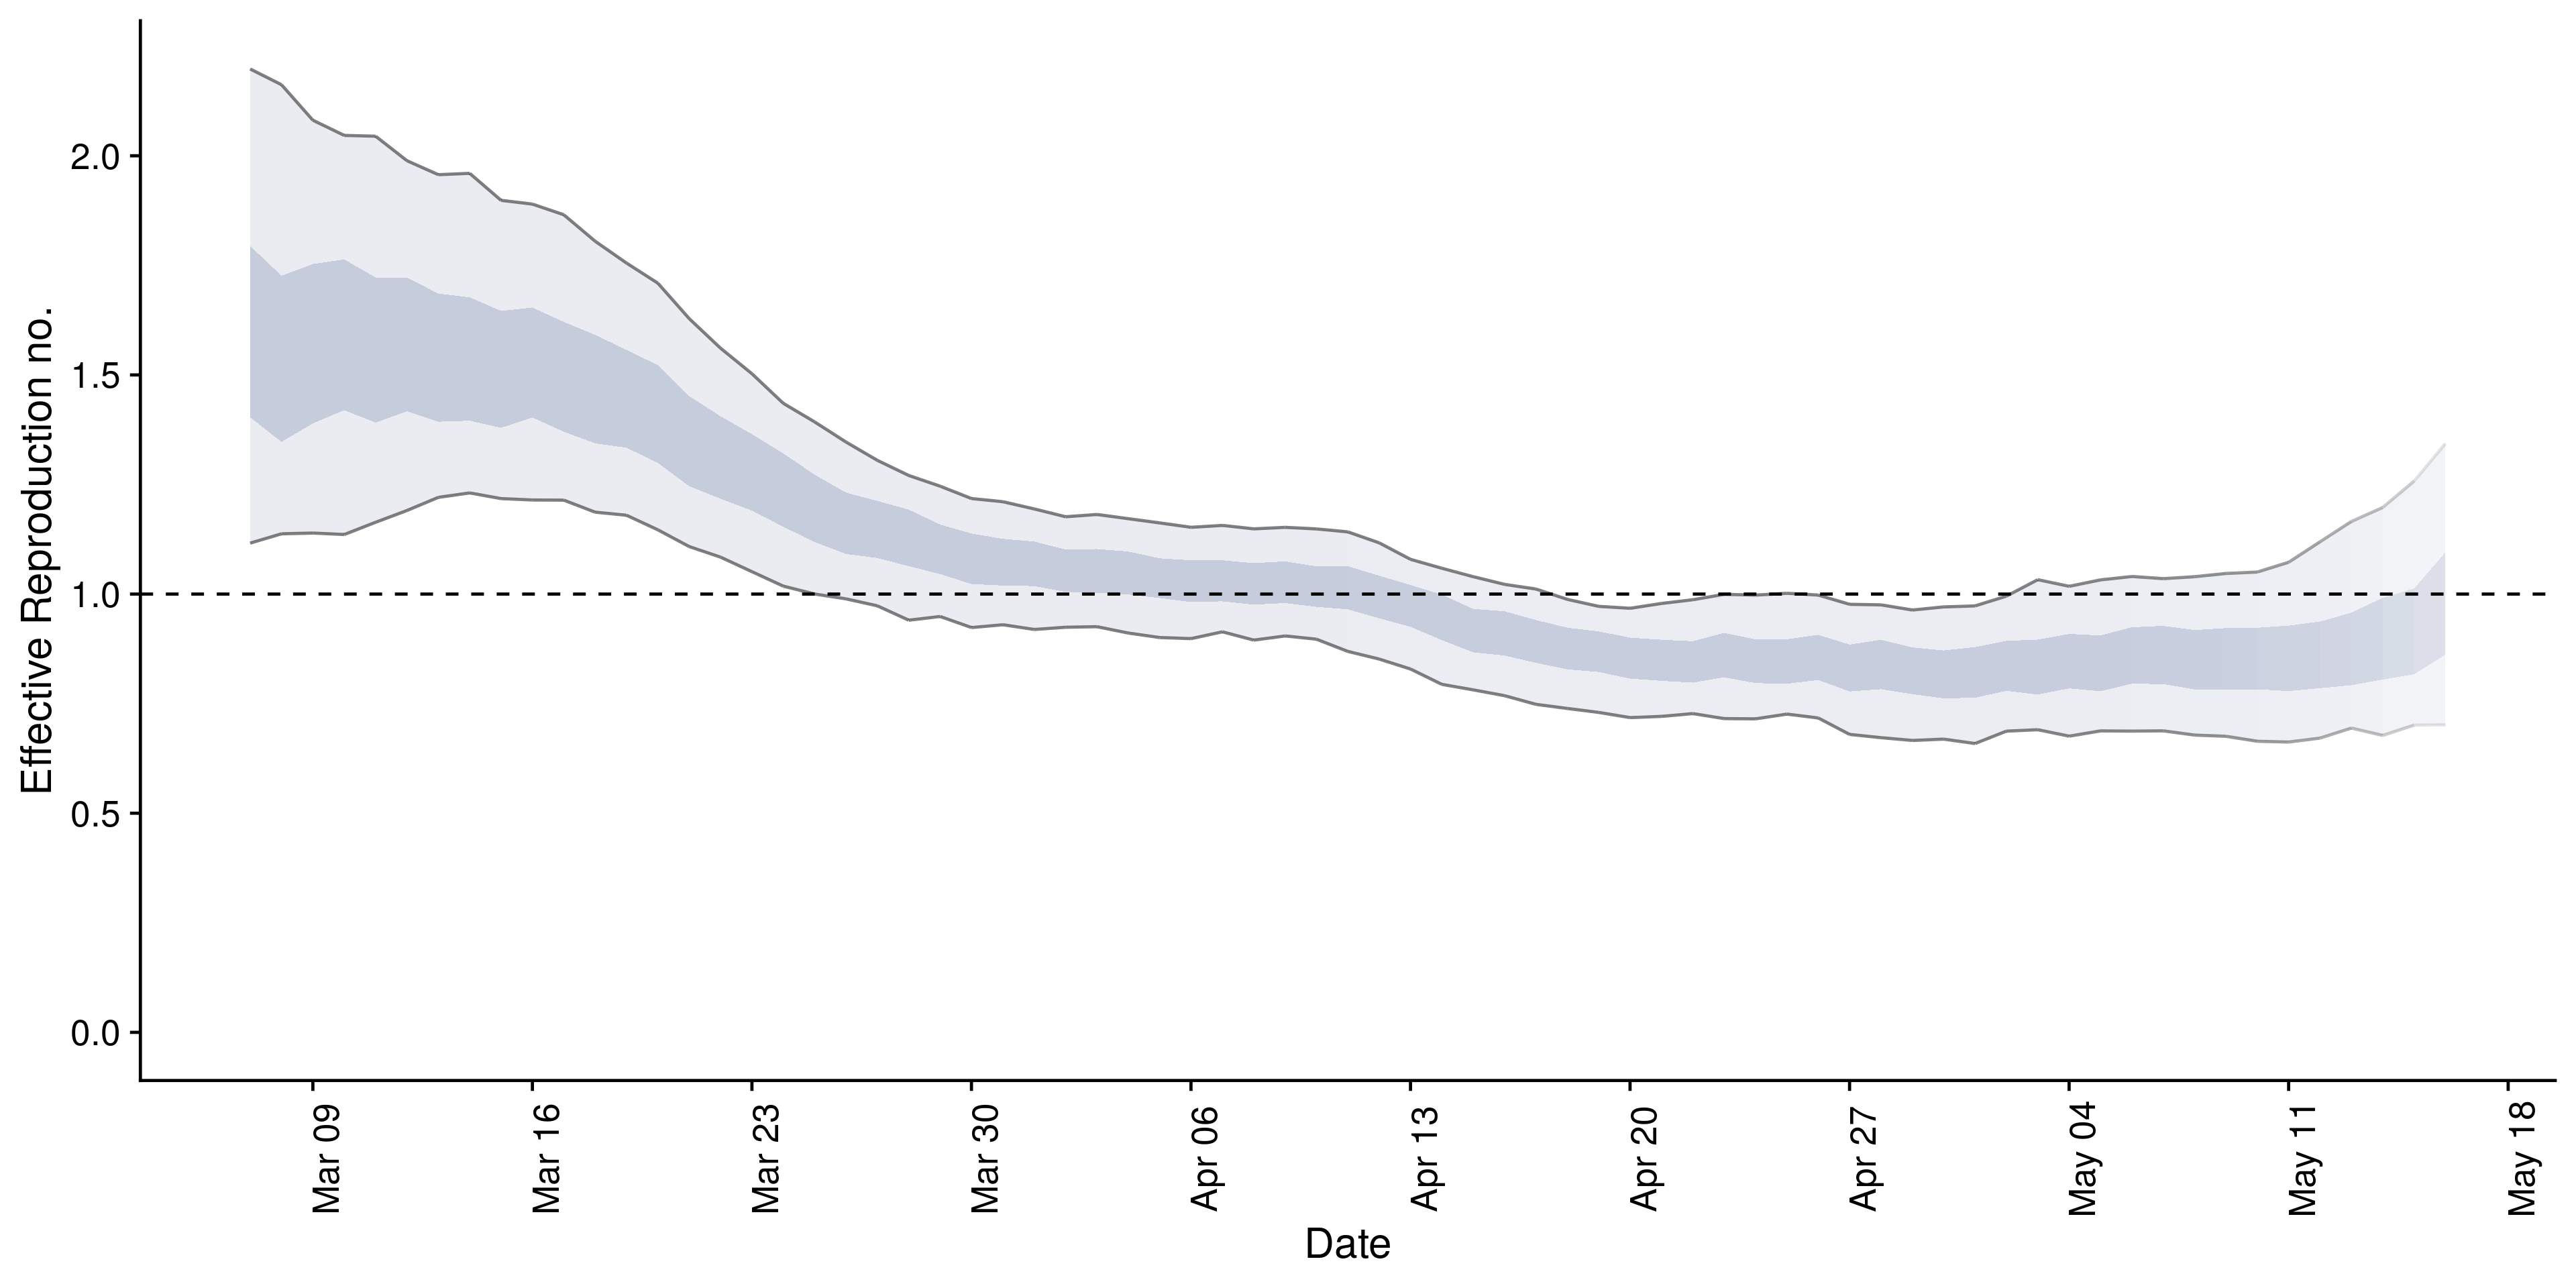 Effective Reproduction no.
2.0
1.5
1.0
0.5
0.0
Mar 09
Mar 16
Mar 23
Mar 30
Apr 06
Apr 13
Apr 20
Apr 27
May 04
May 11
May 18
Date